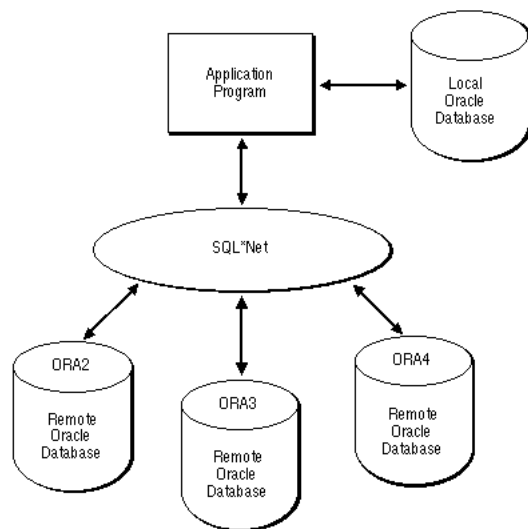 Application
Program
Local
Oracle
Database
SQL*Net
ORA2
Remote
Oracle
Database
ORA3
Remote
Oracle
Database
ORA4
Remote
Oracle
Database